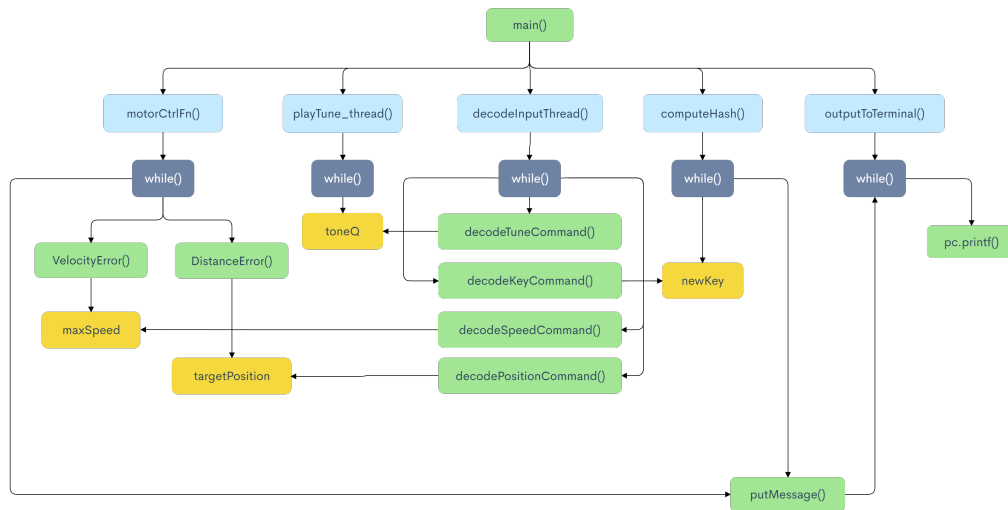 main()
motorCtrlFn()
playTune_thread()
decodeInputThread()
computeHash()
outputToTerminal()
while()
while()
while()
while()
while()
toneQ
decodeTuneCommand()
pc.printf()
VelocityError()
DistanceError()
decodeKeyCommand()
newKey
maxSpeed
decodeSpeedCommand()
targetPosition
decodePositionCommand()
putMessage()